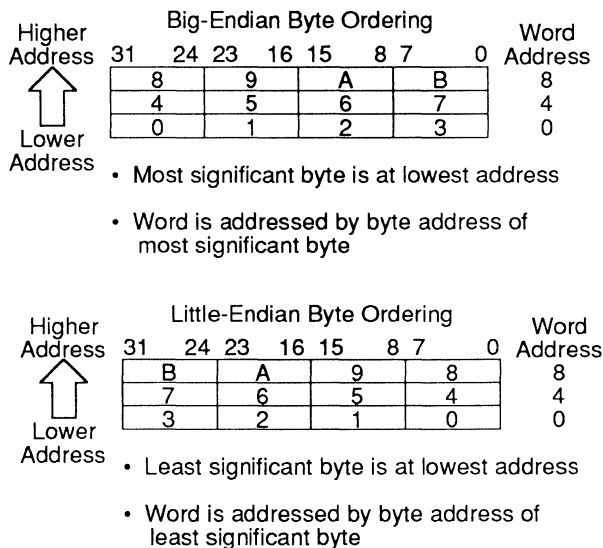 Big-Endian Byte Ordering
Higher Address 31 24 23 16 15 8 7 0 Word Address
8 9 A B 8
4 5 6 7 4
0 1 2 3 0
Lower Address
• Most significant byte is at lowest address
• Word is addressed by byte address of
most significant byte
Little-Endian Byte Ordering
Higher Address 31 24 23 16 15 8 7 0 Word Address
B A 9 8 8
7 6 5 4 4
3 2 1 0 0
Lower Address
• Least significant byte is at lowest address
• Word is addressed by byte address of
least significant byte